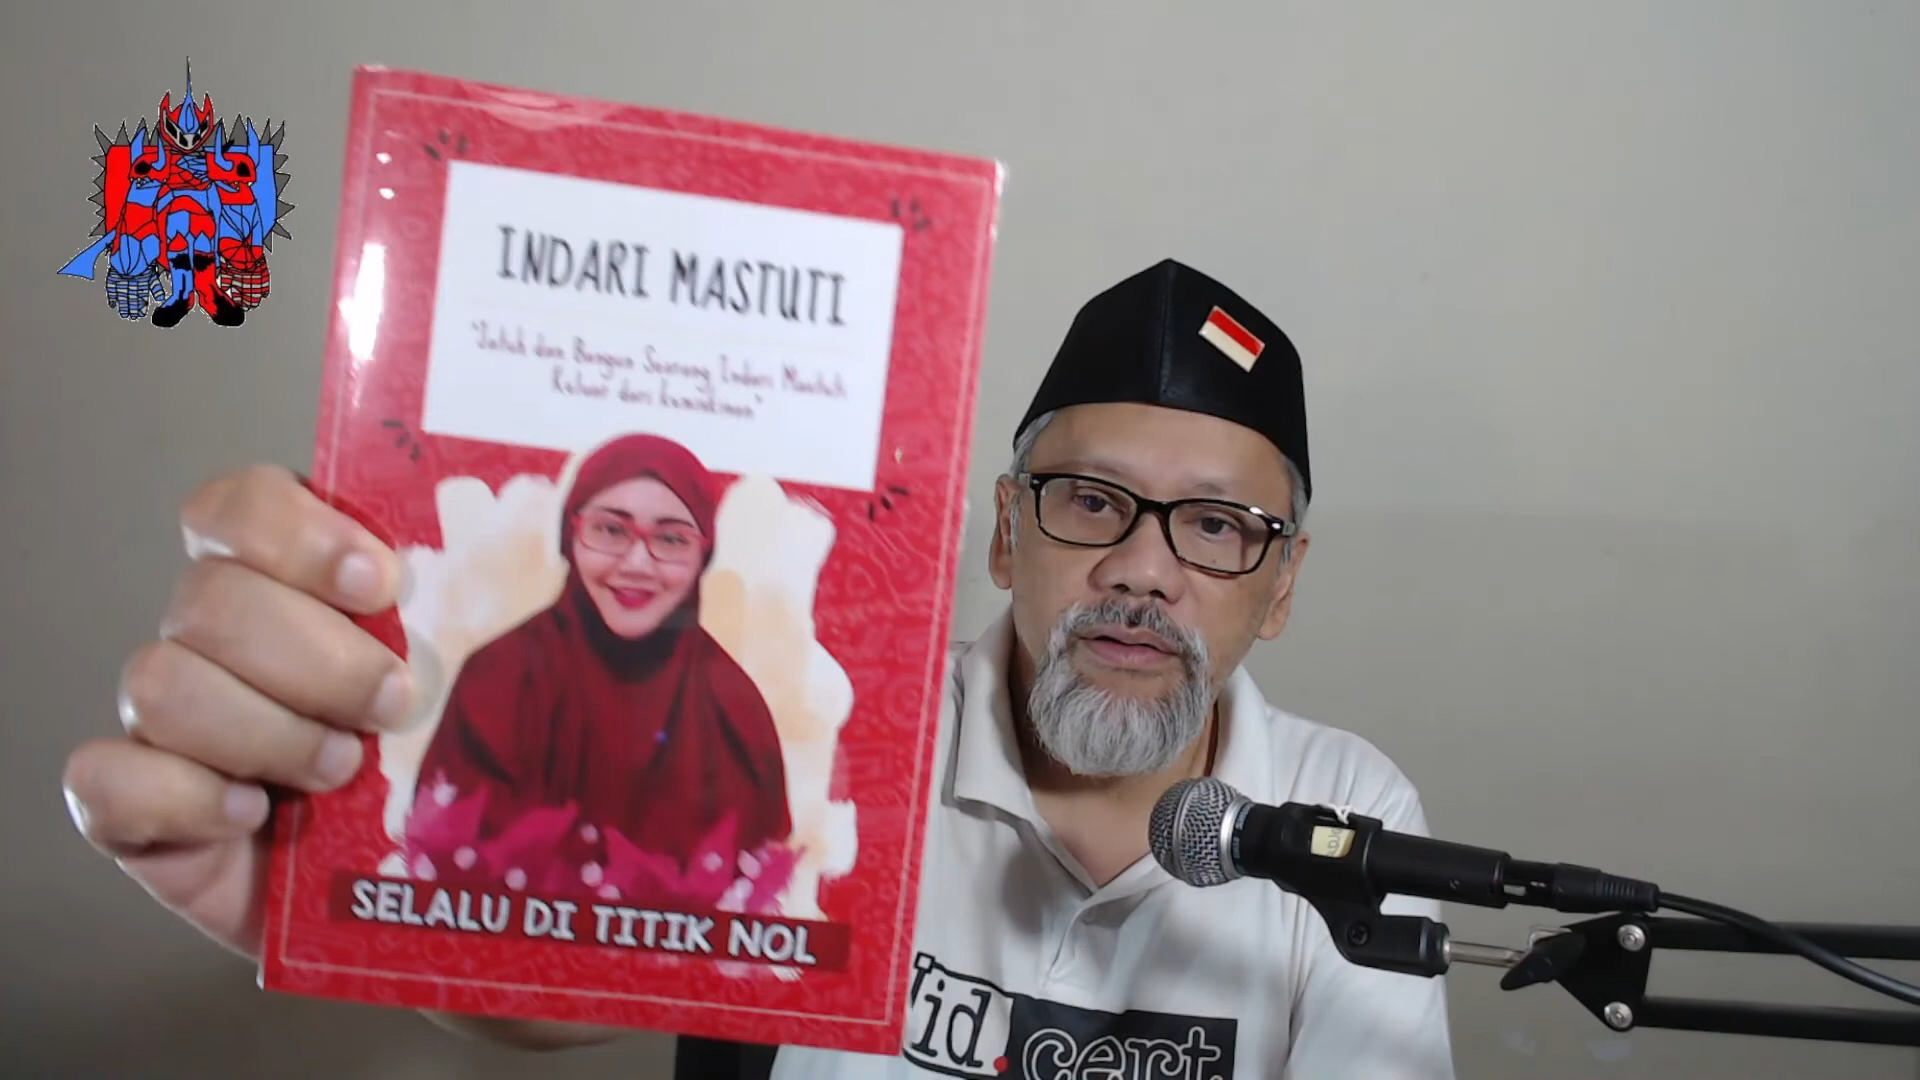 INDARI MASTUTI
"Jatuh dan Bangun Seorang Indari Mastuti
Keluar dari kemiskinan"
SELALU DI TITIK NOL
id.cert